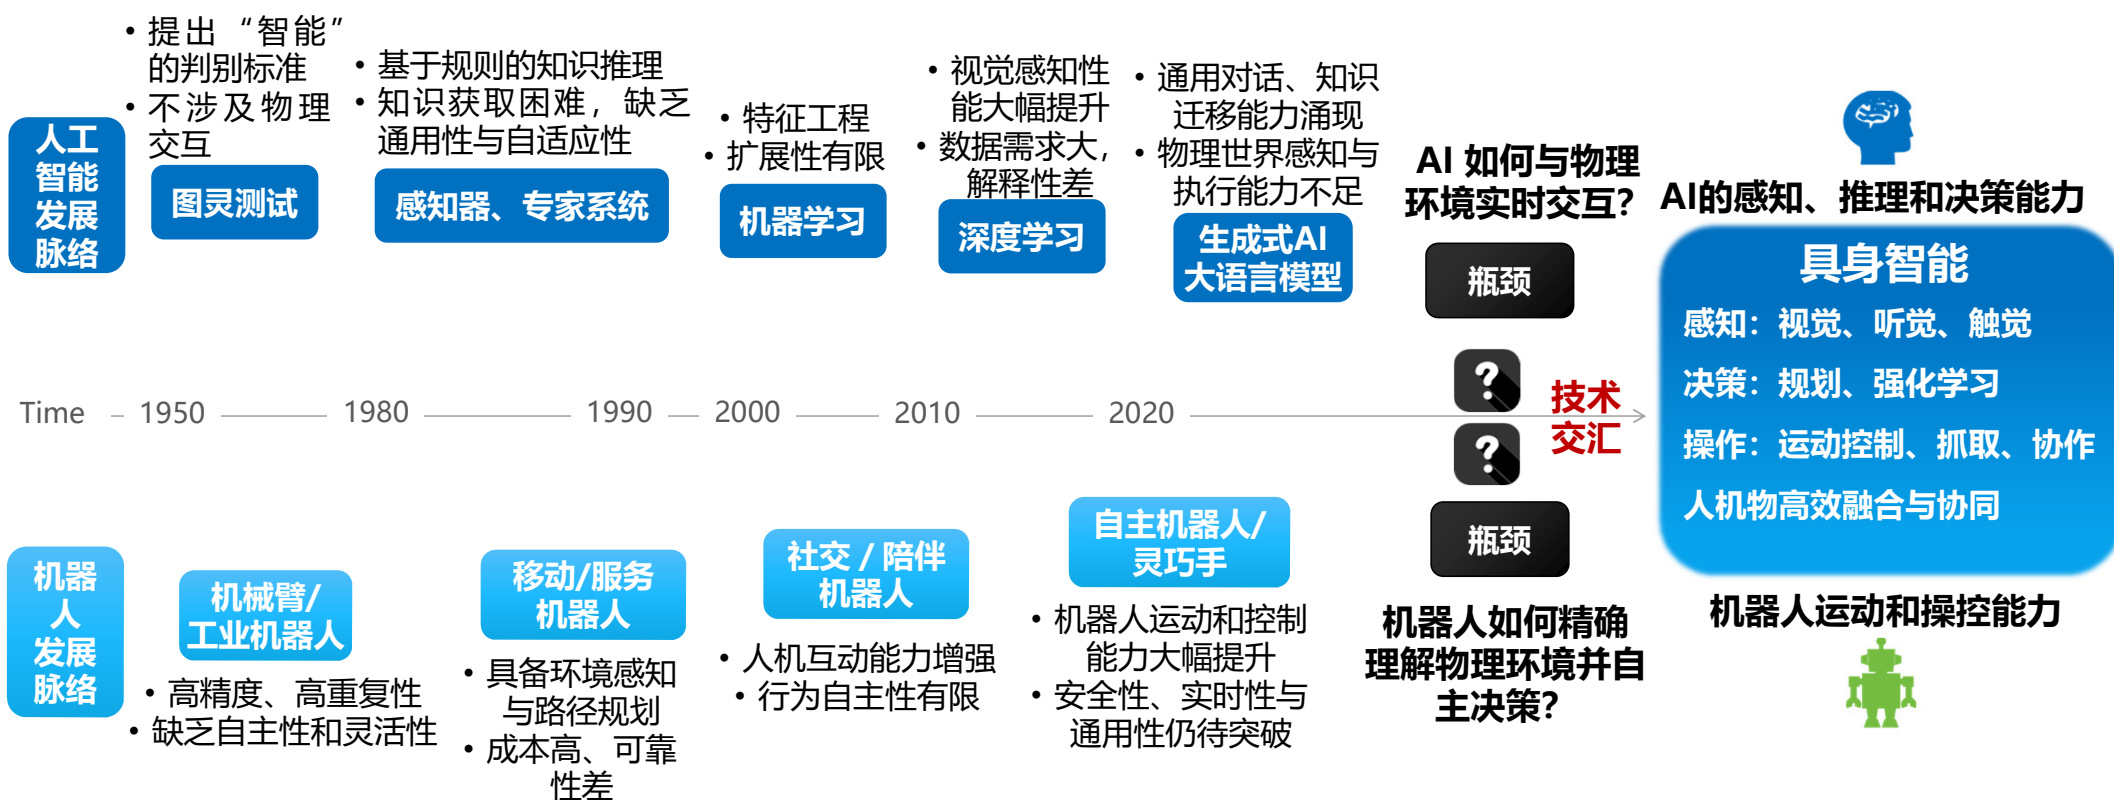 人工
智能
发展
脉络
• 提出“智能”
的判别标准
• 不涉及物理
交互
图灵测试
• 基于规则的知识推理
• 知识获取困难，缺乏
通用性与自适应性
感知器、专家系统
• 特征工程
• 扩展性有限
机器学习
• 视觉感知性
能大幅提升
• 数据需求大，
解释性差
深度学习
• 通用对话、知识
迁移能力涌现
• 物理世界感知与
执行能力不足
生成式AI
大语言模型
AI 如何与物理
环境实时交互？
瓶颈
?
Time
1950
1980
1990
2000
2010
2020
技术
交汇
?
瓶颈
机器人如何精确
理解物理环境并自
主决策？
机器
人
发展
脉络
机械臂/
工业机器人
• 高精度、高重复性
• 缺乏自主性和灵活性
移动/服务
机器人
• 具备环境感知
与路径规划
• 成本高、可靠
性差
社交 / 陪伴
机器人
• 人机互动能力增强
• 行为自主性有限
自主机器人/
灵巧手
• 机器人运动和控制
能力大幅提升
• 安全性、实时性与
通用性仍待突破
AI的感知、推理和决策能力
具身智能
感知：视觉、听觉、触觉
决策：规划、强化学习
操作：运动控制、抓取、协作
人机物高效融合与协同
机器人运动和操控能力